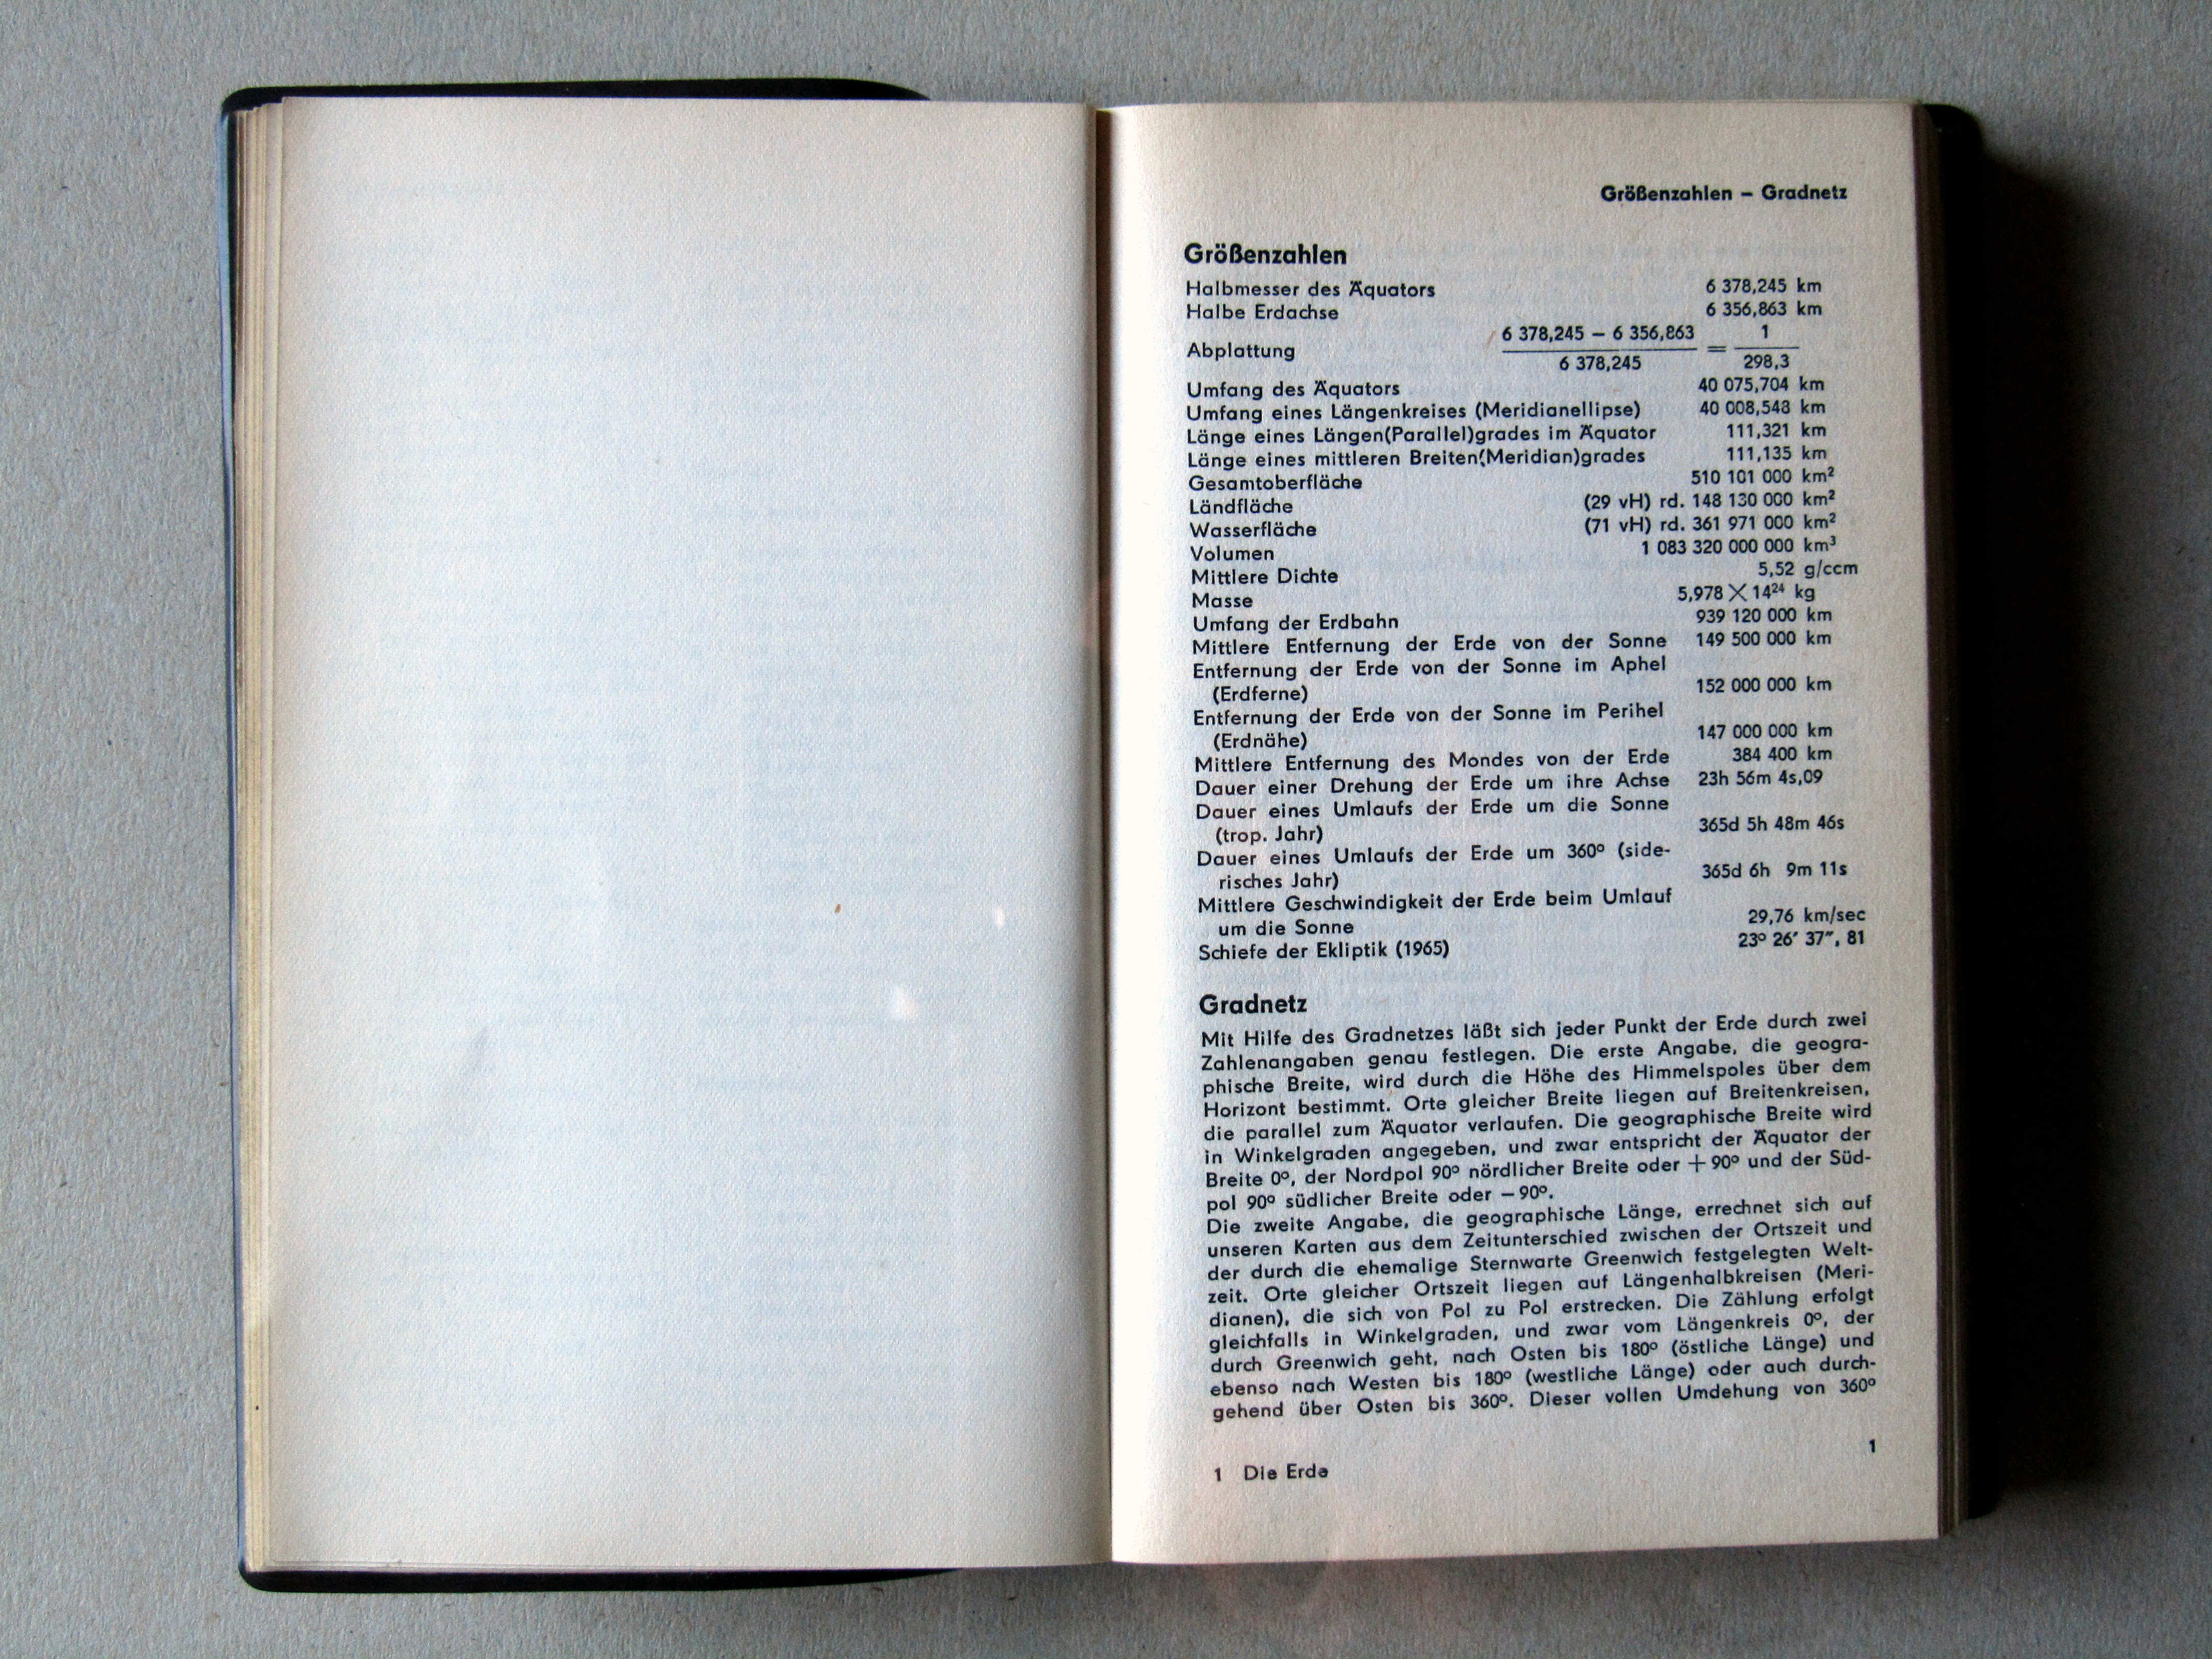 Größenzahlen – Gradnetz
Größenzahlen
Halbmesser des Äquators 6 378,245 km
Halbe Erdachse 6 356,863 km
Abplattung 6 378,245 – 6 356,863 / 6 378,245 = 1 / 298,3
Umfang des Äquators 40 075,704 km
Umfang eines Längenkreises (Meridianellipse) 40 008,548 km
Länge eines Längen(Parallel)grades im Äquator 111,321 km
Länge eines mittleren Breiten(Meridian)grades 111,135 km
Gesamtoberfläche 510 101 000 km²
Ländfläche (29 vH) rd. 148 130 000 km²
Wasserfläche (71 vH) rd. 361 971 000 km²
Volumen 1 083 320 000 000 km³
Mittlere Dichte 5,52 g/ccm
Masse 5,978 × 14²⁴ kg
Umfang der Erdbahn 939 120 000 km
Mittlere Entfernung der Erde von der Sonne 149 500 000 km
Entfernung der Erde von der Sonne im Aphel
(Erdferne) 152 000 000 km
Entfernung der Erde von der Sonne im Perihel
(Erdnähe) 147 000 000 km
Mittlere Entfernung des Mondes von der Erde 384 400 km
Dauer einer Drehung der Erde um ihre Achse 23h 56m 4s,09
Dauer eines Umlaufs der Erde um die Sonne
(trop. Jahr) 365d 5h 48m 46s
Dauer eines Umlaufs der Erde um 360° (side-
risches Jahr) 365d 6h 9m 11s
Mittlere Geschwindigkeit der Erde beim Umlauf
um die Sonne 29,76 km/sec
Schiefe der Ekliptik (1965) 23° 26′ 37″, 81
Gradnetz
Mit Hilfe des Gradnetzes läßt sich jeder Punkt der Erde durch zwei
Zahlenangaben genau festlegen. Die erste Angabe, die geogra-
phische Breite, wird durch die Höhe des Himmelspoles über dem
Horizont bestimmt. Orte gleicher Breite liegen auf Breitenkreisen,
die parallel zum Äquator verlaufen. Die geographische Breite wird
in Winkelgraden angegeben, und zwar entspricht der Äquator der
Breite 0°, der Nordpol 90° nördlicher Breite oder +90° und der Süd-
pol 90° südlicher Breite oder –90°.
Die zweite Angabe, die geographische Länge, errechnet sich auf
unseren Karten aus dem Zeitunterschied zwischen der Ortszeit und
der durch die ehemalige Sternwarte Greenwich festgelegten Welt-
zeit. Orte gleicher Ortszeit liegen auf Längenhalbkreisen (Meri-
dianen), die sich von Pol zu Pol erstrecken. Die Zählung erfolgt
gleichfalls in Winkelgraden, und zwar vom Längenkreis 0°, der
durch Greenwich geht, nach Osten bis 180° (östliche Länge) und
ebenso nach Westen bis 180° (westliche Länge) oder auch durch-
gehend über Osten bis 360°. Dieser vollen Umdehung von 360°
1
1 Die Erde